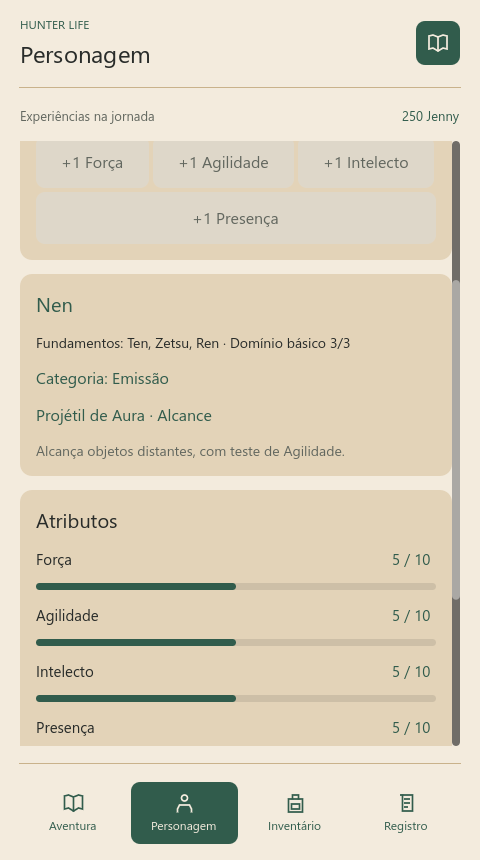 HUNTER LIFE
Personagem
Experiências na jornada
250 Jenny
+1 Força
+1 Agilidade
+1 Intelecto
+1 Presença
Nen
Fundamentos: Ten, Zetsu, Ren · Domínio básico 3/3
Categoria: Emissão
Projétil de Aura · Alcance
Alcança objetos distantes, com teste de Agilidade.
Atributos
Força
5 / 10
Agilidade
5 / 10
Intelecto
5 / 10
Presença
5 / 10
Aventura
Personagem
Inventário
Registro